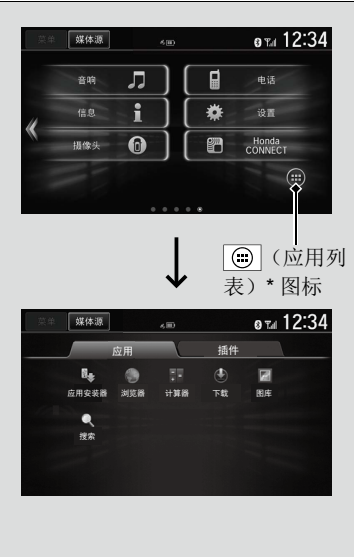 菜单 媒体源 12:34
音响 电话
信息 设置
摄像头 Honda
CONNECT
（应用列
表）* 图标
菜单 媒体源 12:34
应用 插件
应用安装器 浏览器 计算器 下载 图库
搜索